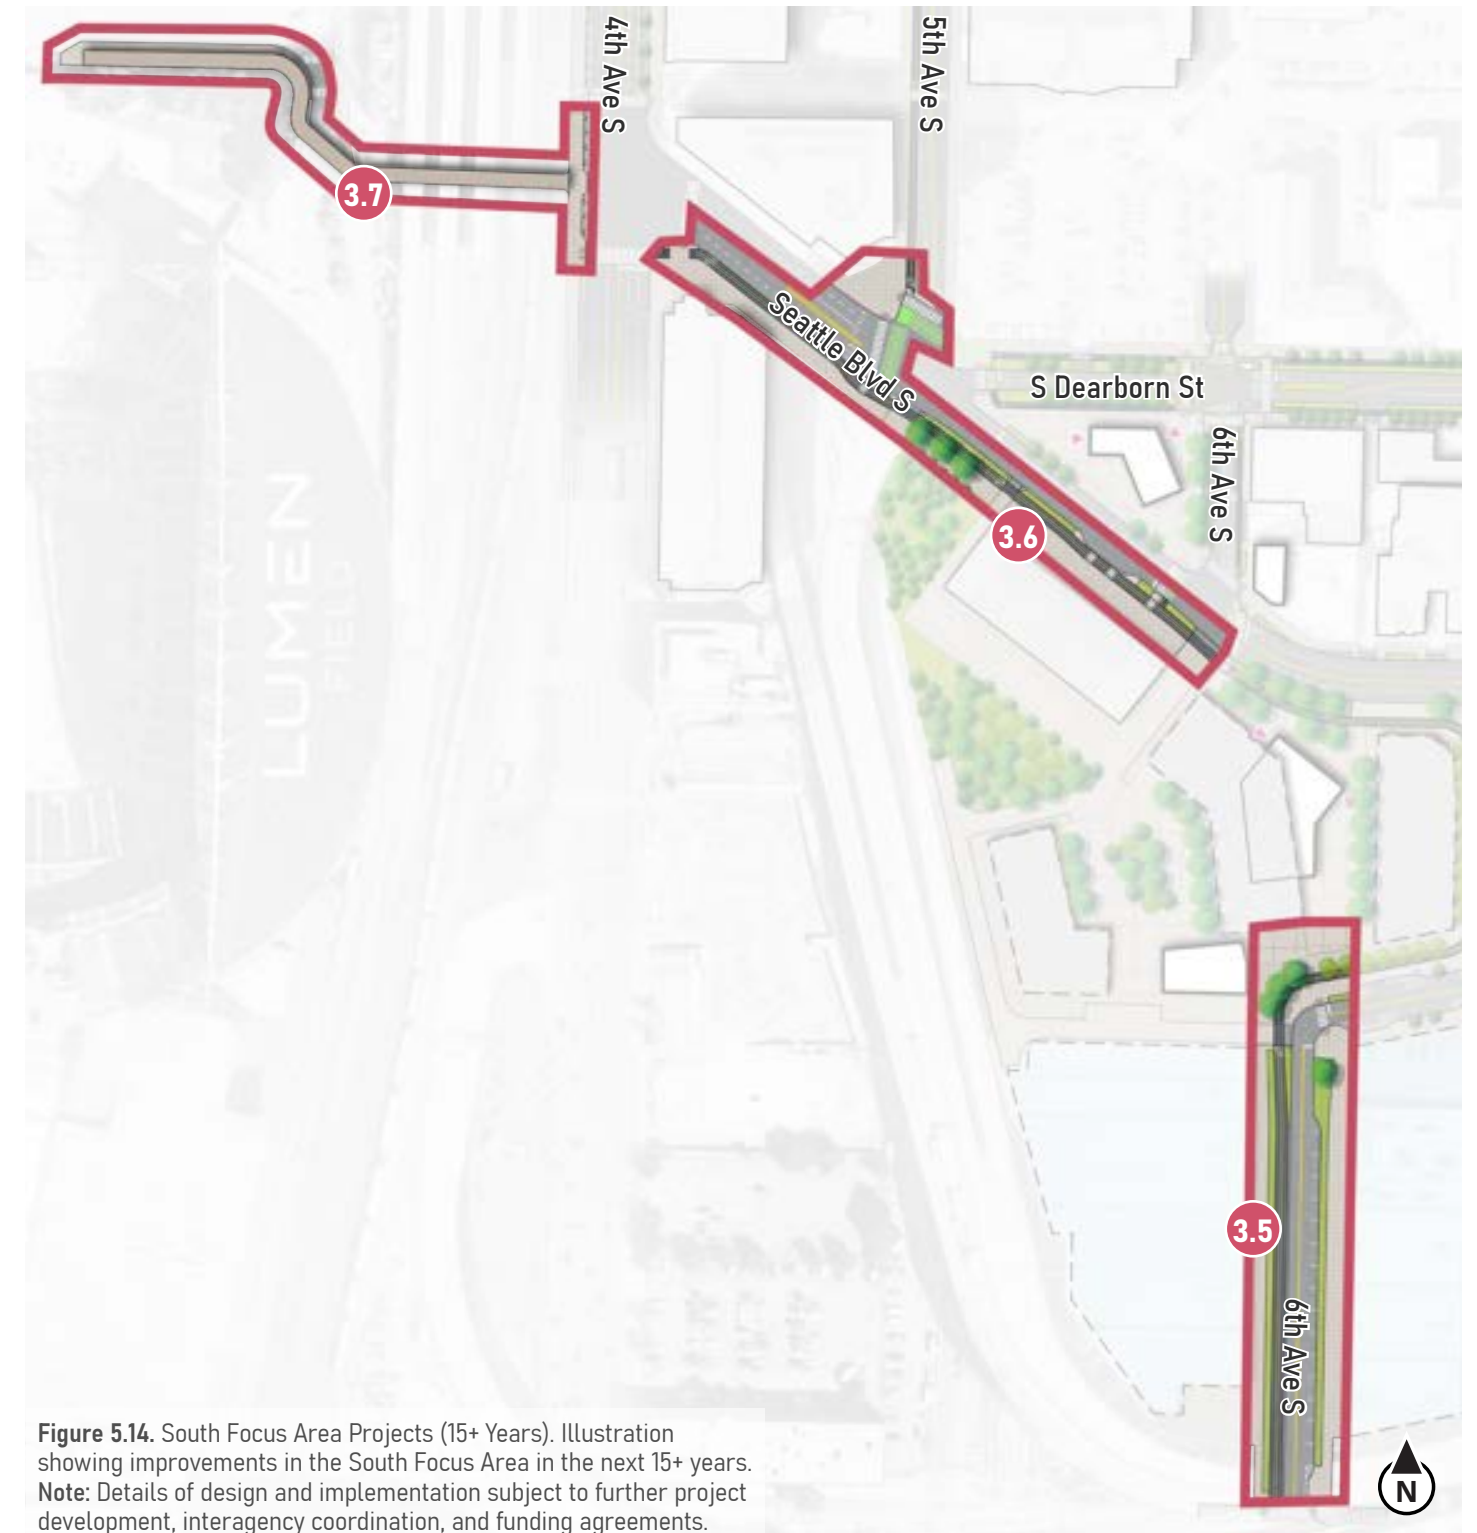 4th Ave S
5th Ave S
3.7
Seattle Blvd S
S Dearborn St
6th Ave S
3.6
LUMEN
FIELD
3.5
6th Ave S
Figure 5.14. South Focus Area Projects (15+ Years). Illustration
showing improvements in the South Focus Area in the next 15+ years.
Note: Details of design and implementation subject to further project
development, interagency coordination, and funding agreements.
N